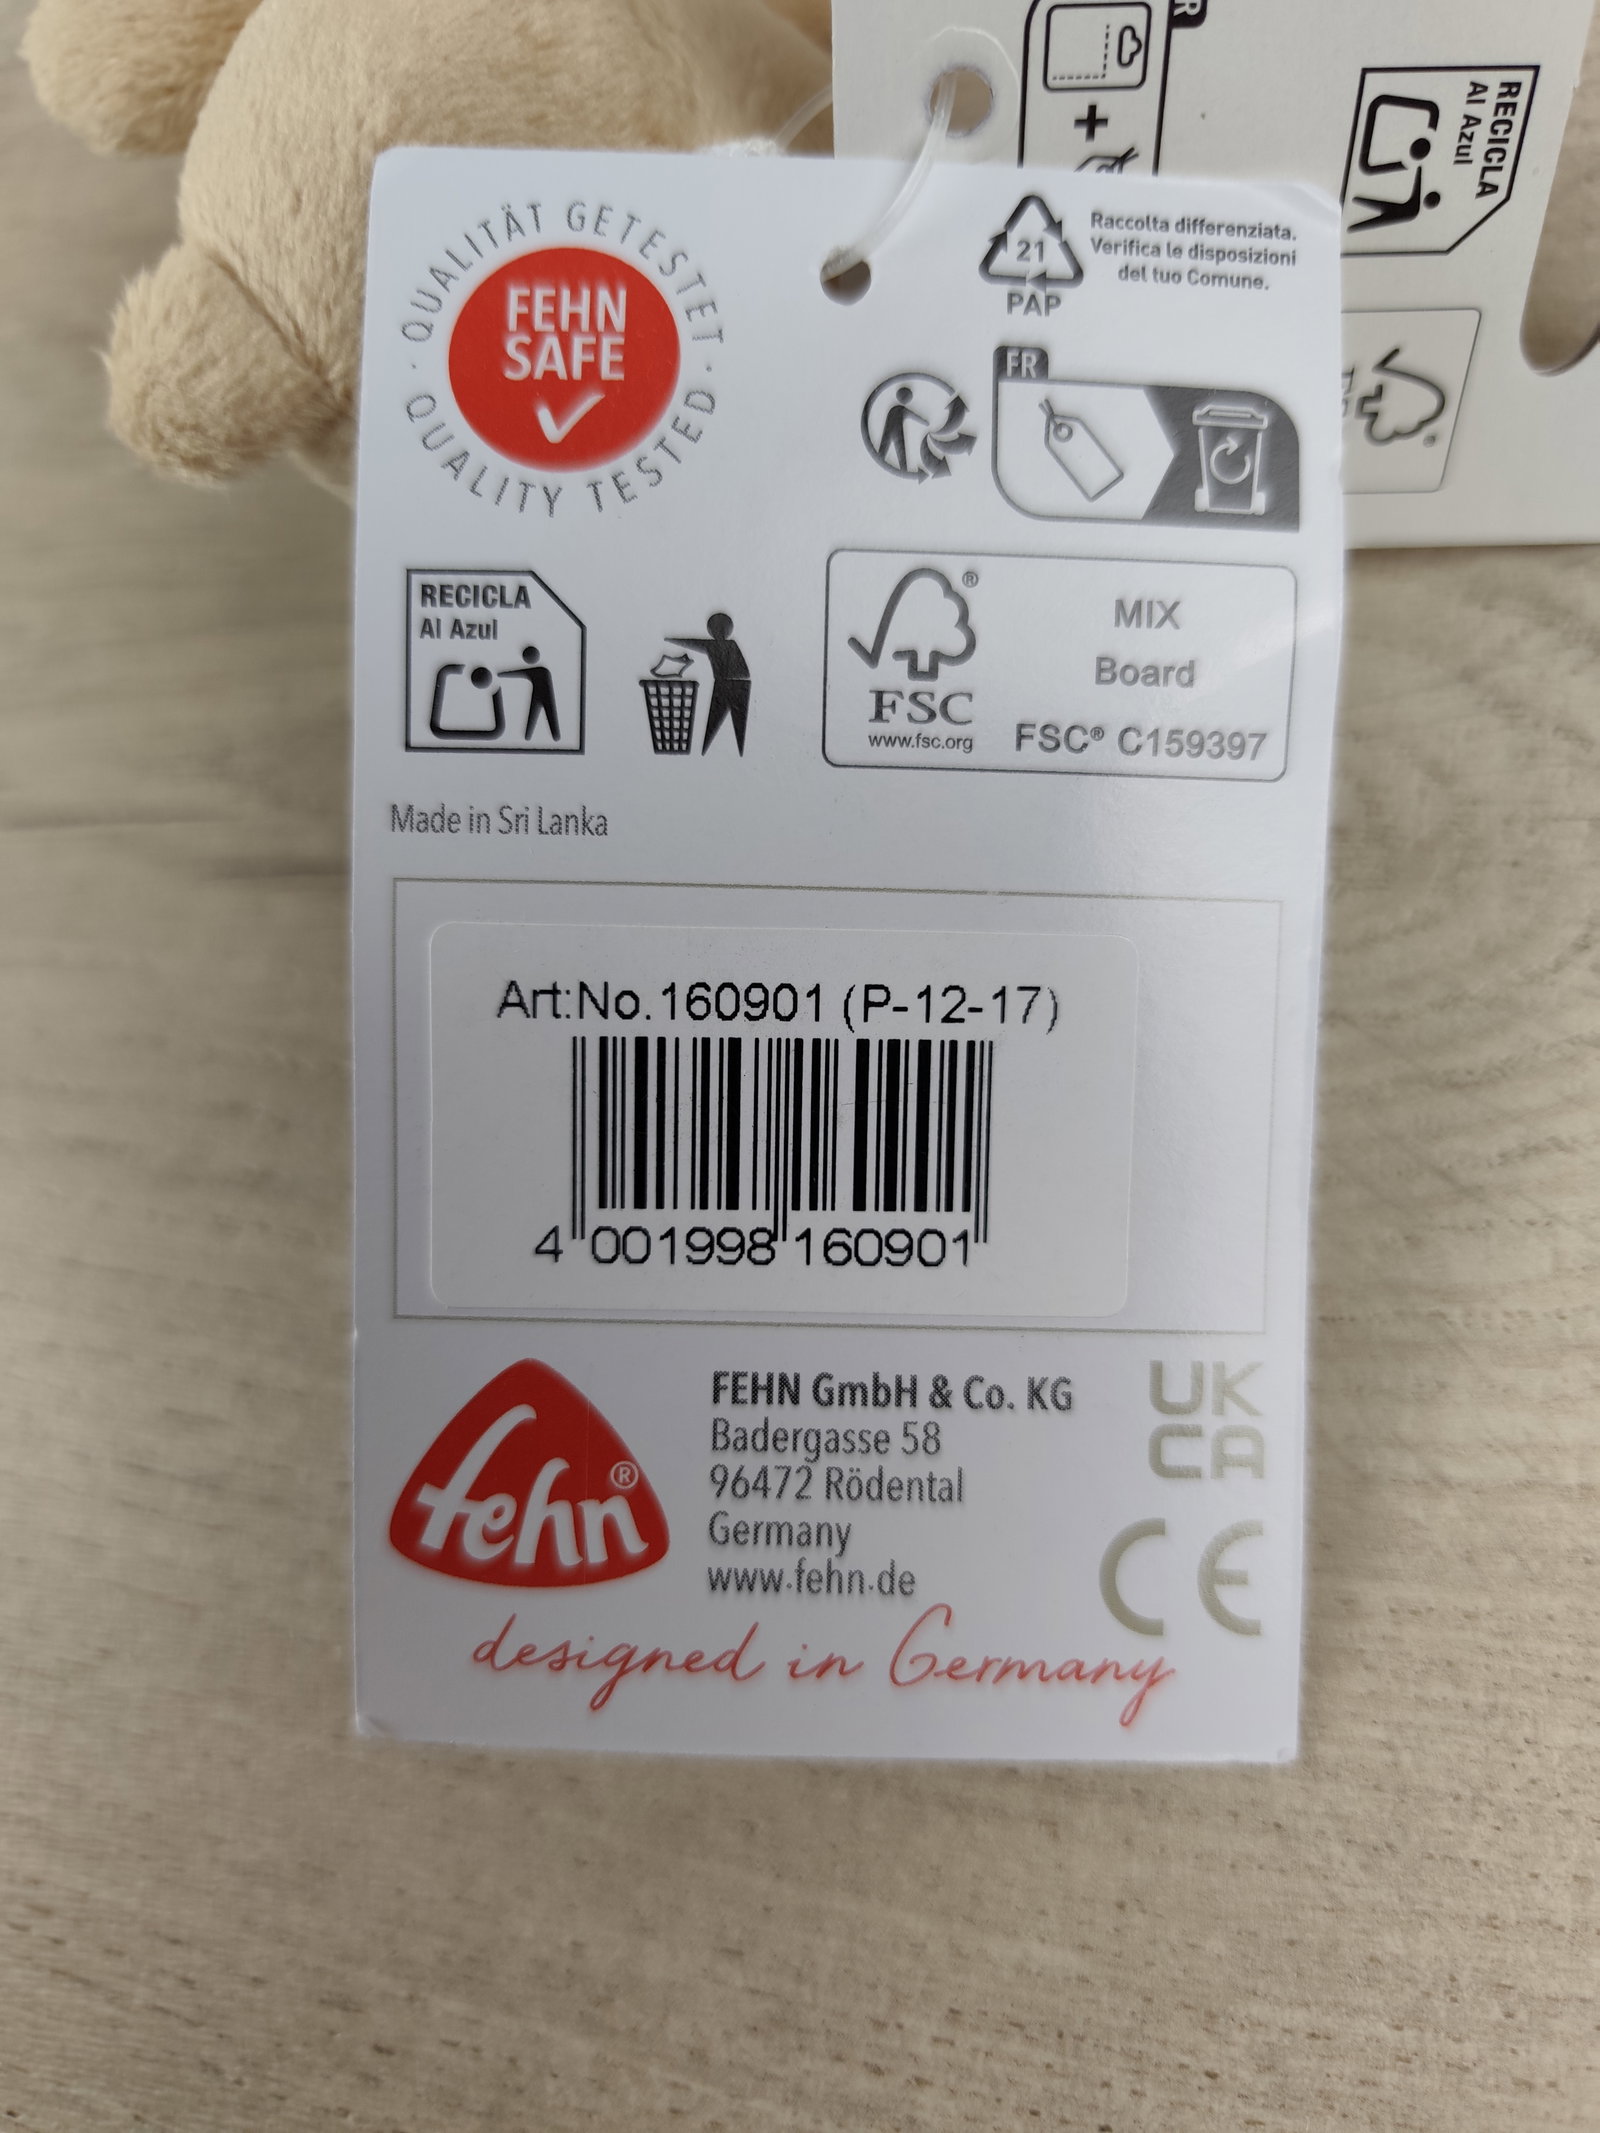 QUALITÄT GETESTET · QUALITY TESTED ·
FEHN
SAFE
21
PAP
Raccolta differenziata.
Verifica le disposizioni
del tuo Comune.
FR
RECICLA
Al Azul
FSC®
www.fsc.org
MIX
Board
FSC® C159397
Made in Sri Lanka
Art:No.160901 (P-12-17)
4 001998 160901
fehn®
FEHN GmbH & Co. KG
Badergasse 58
96472 Rödental
Germany
www.fehn.de
UK
CA
CE
designed in Germany
+
RECICLA
Al Azul